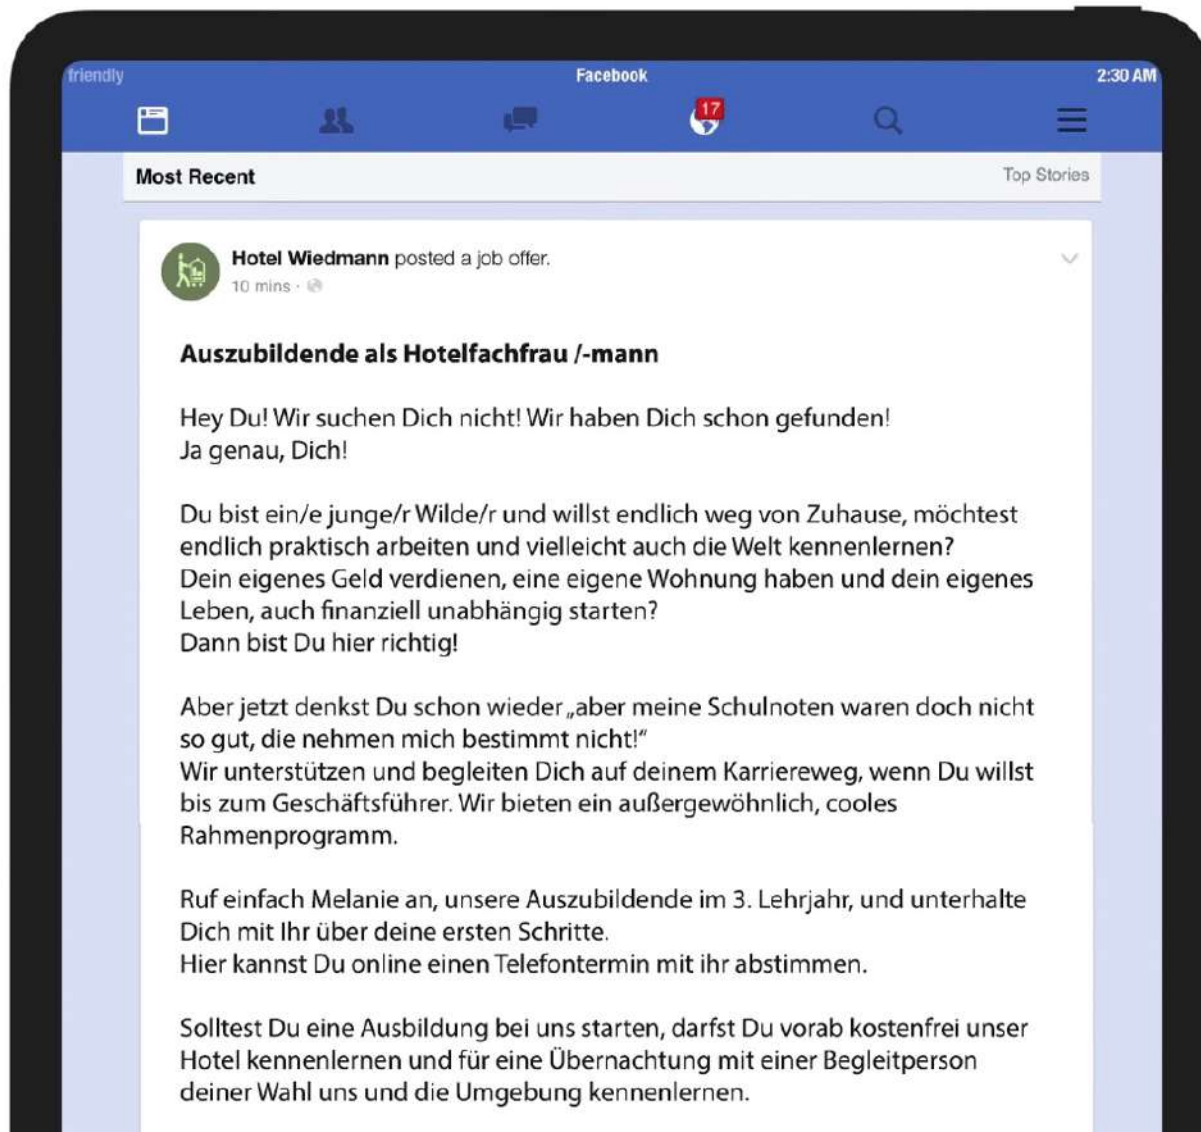 friendly Facebook 2:30 AM
17
Most Recent Top Stories
Hotel Wiedmann posted a job offer.
10 mins ·
Auszubildende als Hotelfachfrau /-mann
Hey Du! Wir suchen Dich nicht! Wir haben Dich schon gefunden!
Ja genau, Dich!
Du bist ein/e junge/r Wilde/r und willst endlich weg von Zuhause, möchtest
endlich praktisch arbeiten und vielleicht auch die Welt kennenlernen?
Dein eigenes Geld verdienen, eine eigene Wohnung haben und dein eigenes
Leben, auch finanziell unabhängig starten?
Dann bist Du hier richtig!
Aber jetzt denkst Du schon wieder „aber meine Schulnoten waren doch nicht
so gut, die nehmen mich bestimmt nicht!“
Wir unterstützen und begleiten Dich auf deinem Karriereweg, wenn Du willst
bis zum Geschäftsführer. Wir bieten ein außergewöhnlich, cooles
Rahmenprogramm.
Ruf einfach Melanie an, unsere Auszubildende im 3. Lehrjahr, und unterhalte
Dich mit Ihr über deine ersten Schritte.
Hier kannst Du online einen Telefontermin mit ihr abstimmen.
Solltest Du eine Ausbildung bei uns starten, darfst Du vorab kostenfrei unser
Hotel kennenlernen und für eine Übernachtung mit einer Begleitperson
deiner Wahl uns und die Umgebung kennenlernen.